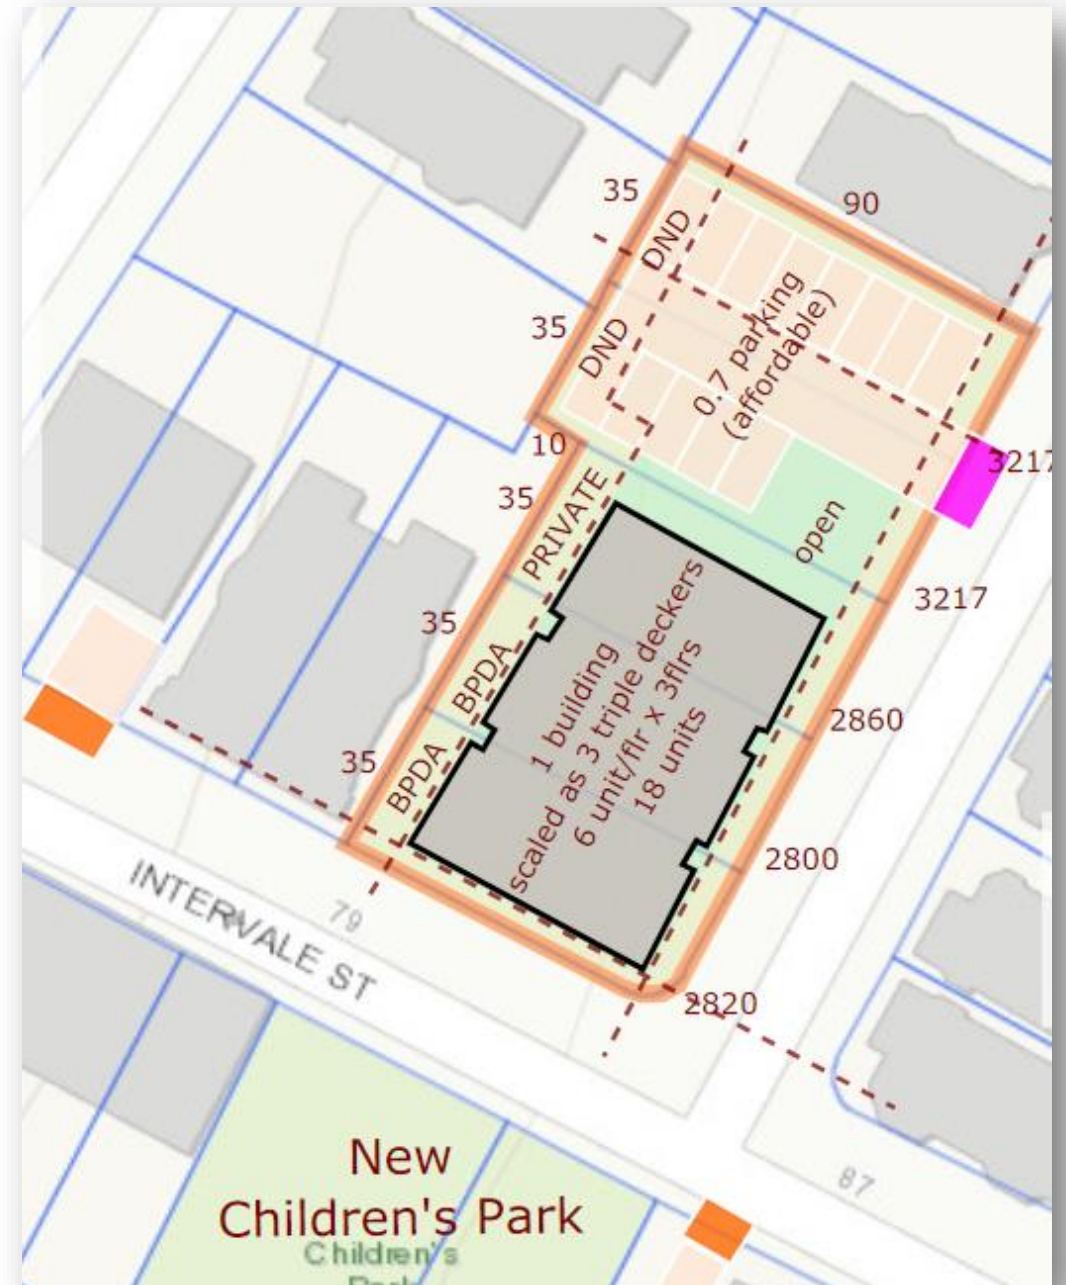 35
90
DND
35
DND
0.7 parking
(affordable)
10
3217
35
PRIVATE
open
3217
35
BPDA
1 building
scaled as 3 triple deckers
6 unit/flr x 3flrs
18 units
2860
35
BPDA
2800
79
INTERVALE ST
2820
New
Children's Park
87
Children's
Park